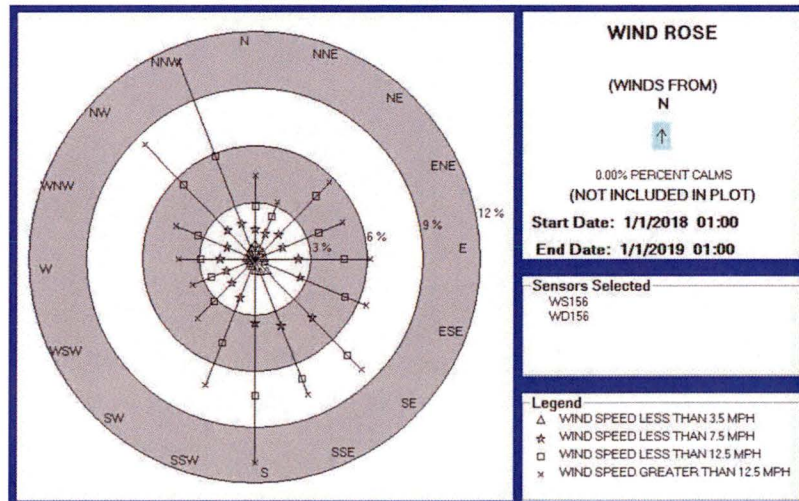 N
NNE
NE
ENE
E
ESE
SE
SSE
S
SSW
SW
WSW
W
WNW
NW
NNW
3 %
6 %
9 %
12 %
WIND ROSE
(WINDS FROM)
N
0.00% PERCENT CALMS
(NOT INCLUDED IN PLOT)
Start Date: 1/1/2018 01:00
End Date: 1/1/2019 01:00
Sensors Selected
WS156
WD156
Legend
WIND SPEED LESS THAN 3.5 MPH
WIND SPEED LESS THAN 7.5 MPH
WIND SPEED LESS THAN 12.5 MPH
WIND SPEED GREATER THAN 12.5 MPH